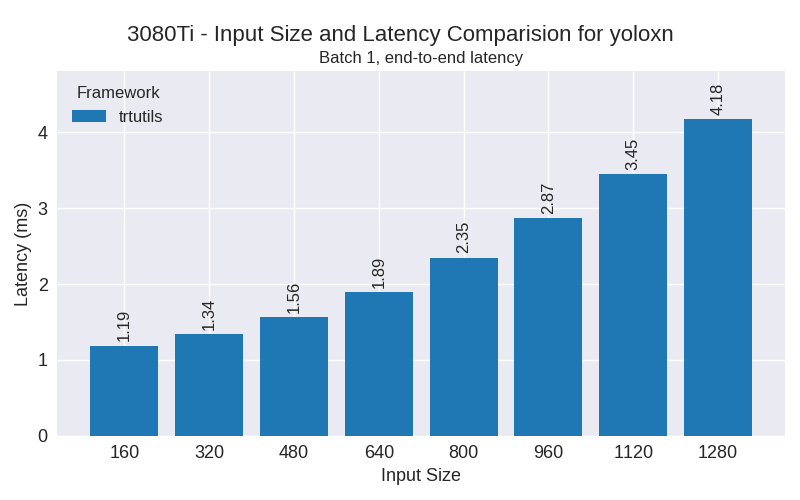 3080Ti - Input Size and Latency Comparision for yoloxn
Batch 1, end-to-end latency
Framework
trtutils
Latency (ms)
4
3
2
1
0
1.19
1.34
1.56
1.89
2.35
2.87
3.45
4.18
160 320 480 640 800 960 1120 1280
Input Size